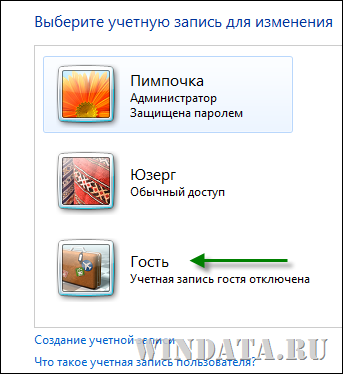 Выберите учетную запись для изменения
Пимпочка
Администратор
Защищена паролем
Юзерг
Обычный доступ
Гость
Учетная запись гостя отключена
Создание учетной записи
Что такое учетная запись пользователя?
WINDATA.RU